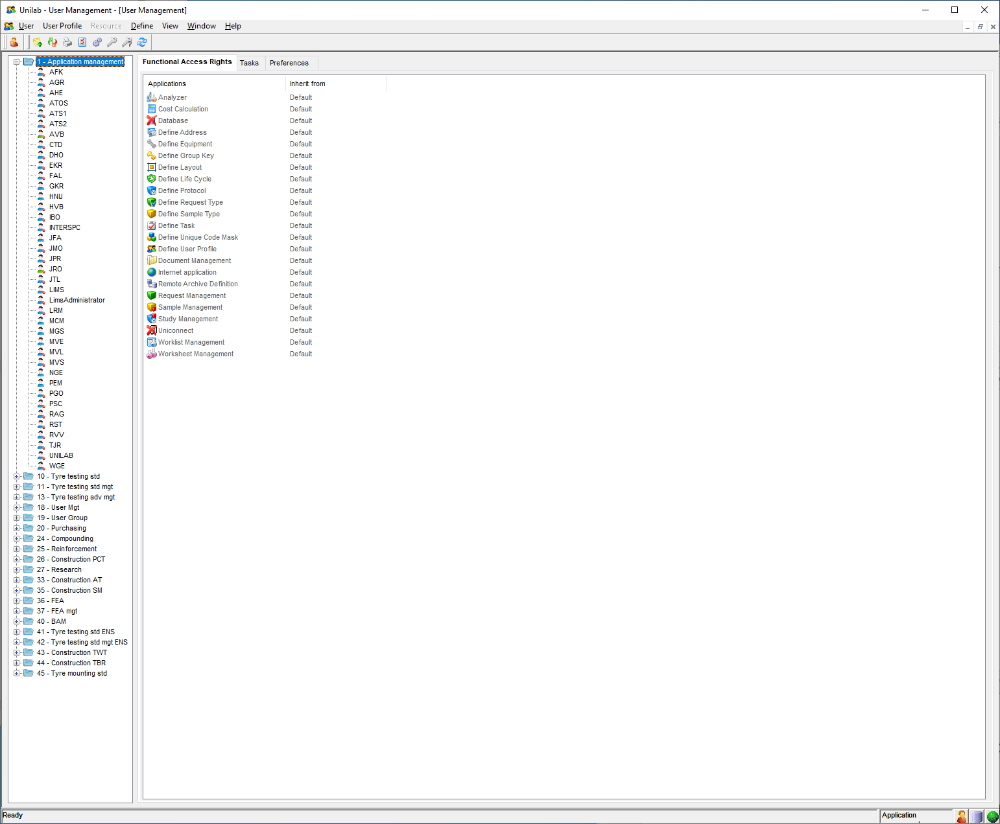 Unilab - User Management - [User Management]
User User Profile Resource Define View Window Help
1 - Application management
AFK
AGR
AHE
ATOS
ATS1
ATS2
AVB
CTD
DHO
EKR
FAL
GKR
HNIJ
HVB
IBO
INTERSPC
JFA
JMO
JPR
JRO
JTL
LIMS
LimsAdministrator
LRM
MCM
MGS
MVE
MVL
MVS
NGE
PEM
PGO
PSC
RAG
RST
RVV
TJR
UNILAB
WGE
10 - Tyre testing std
11 - Tyre testing std mgt
13 - Tyre testing adv mgt
18 - User Mgt
19 - User Group
20 - Purchasing
24 - Compounding
25 - Reinforcement
26 - Construction PCT
27 - Research
33 - Construction AT
35 - Construction SM
36 - FEA
37 - FEA mgt
40 - BAM
41 - Tyre testing std ENS
42 - Tyre testing std mgt ENS
43 - Construction TWT
44 - Construction TBR
45 - Tyre mounting std
Functional Access Rights Tasks Preferences
Applications Inherit from
Analyzer Default
Cost Calculation Default
Database Default
Define Address Default
Define Equipment Default
Define Group Key Default
Define Layout Default
Define Life Cycle Default
Define Protocol Default
Define Request Type Default
Define Sample Type Default
Define Task Default
Define Unique Code Mask Default
Define User Profile Default
Document Management Default
Internet application Default
Remote Archive Definition Default
Request Management Default
Sample Management Default
Study Management Default
Uniconnect Default
Worklist Management Default
Worksheet Management Default
Ready
Application